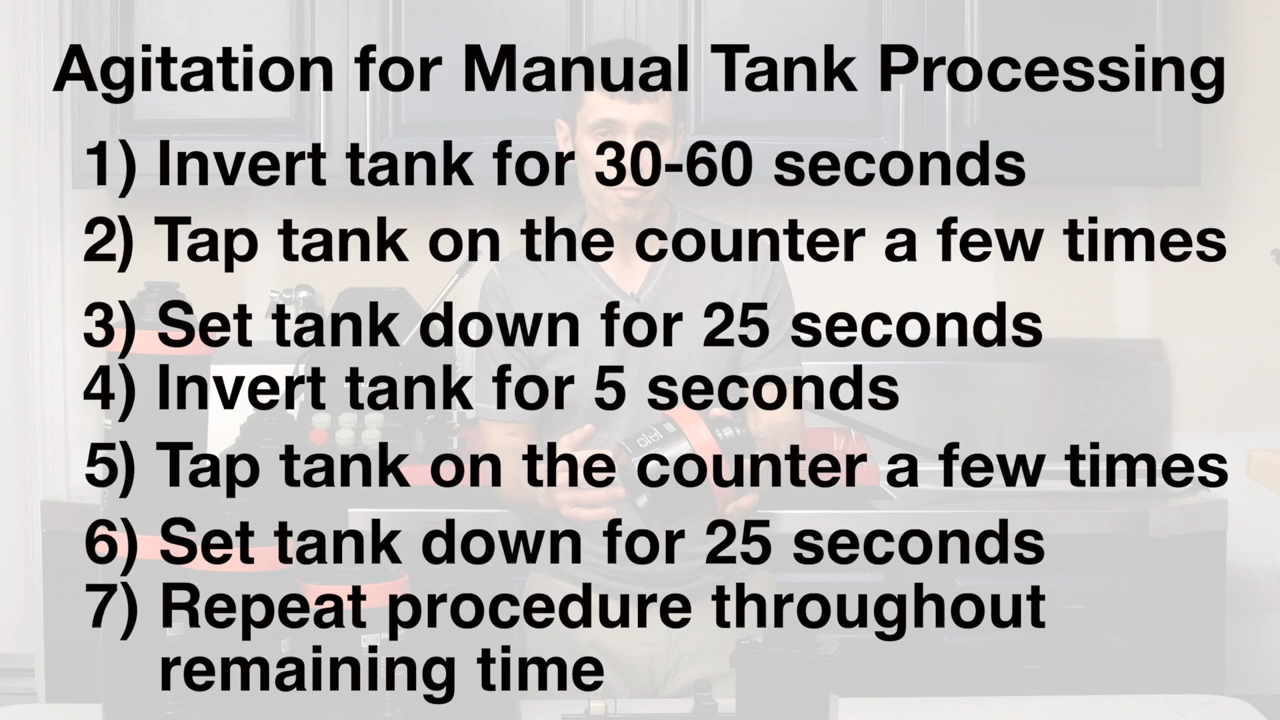 Agitation for Manual Tank Processing
1) Invert tank for 30-60 seconds
2) Tap tank on the counter a few times
3) Set tank down for 25 seconds
4) Invert tank for 5 seconds
5) Tap tank on the counter a few times
6) Set tank down for 25 seconds
7) Repeat procedure throughout
remaining time